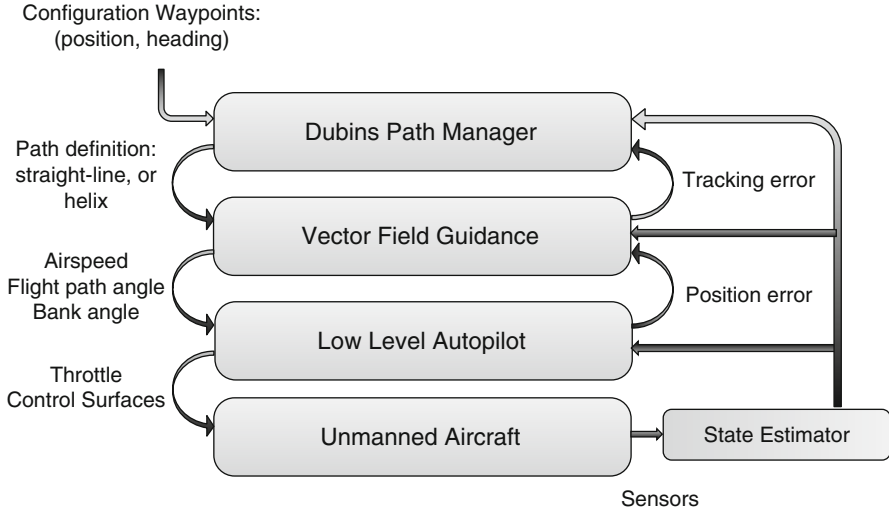 Configuration Waypoints:
(position, heading)
Dubins Path Manager
Path definition:
straight-line, or
helix
Tracking error
Vector Field Guidance
Airspeed
Flight path angle
Bank angle
Position error
Low Level Autopilot
Throttle
Control Surfaces
Unmanned Aircraft
State Estimator
Sensors